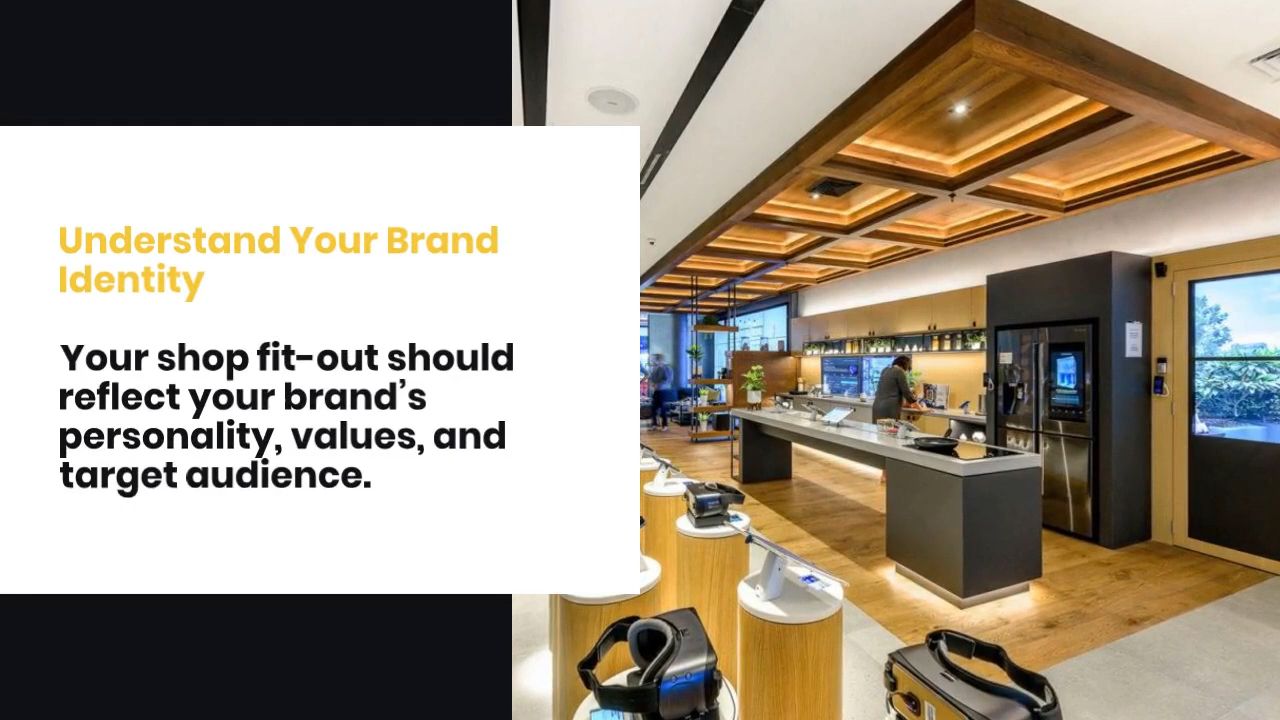 Understand Your Brand
Identity
Your shop fit-out should
reflect your brand's
personality, values, and
target audience.